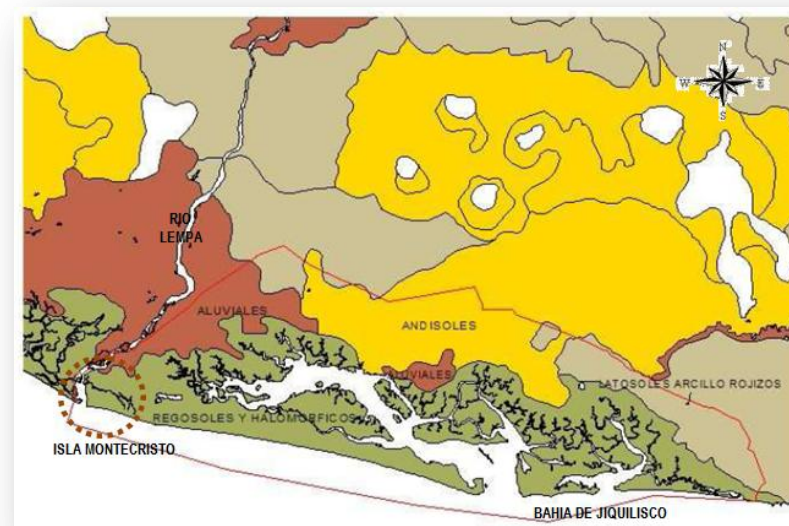 N
W E
S
RIO
LEMPA
ALUVIALES
ANDISOLES
ALUVIALES
LATOSOLES ARCILLO ROJIZOS
REGOSOLES Y HALOMORFICOS
ISLA MONTECRISTO
BAHIA DE JIQUILISCO